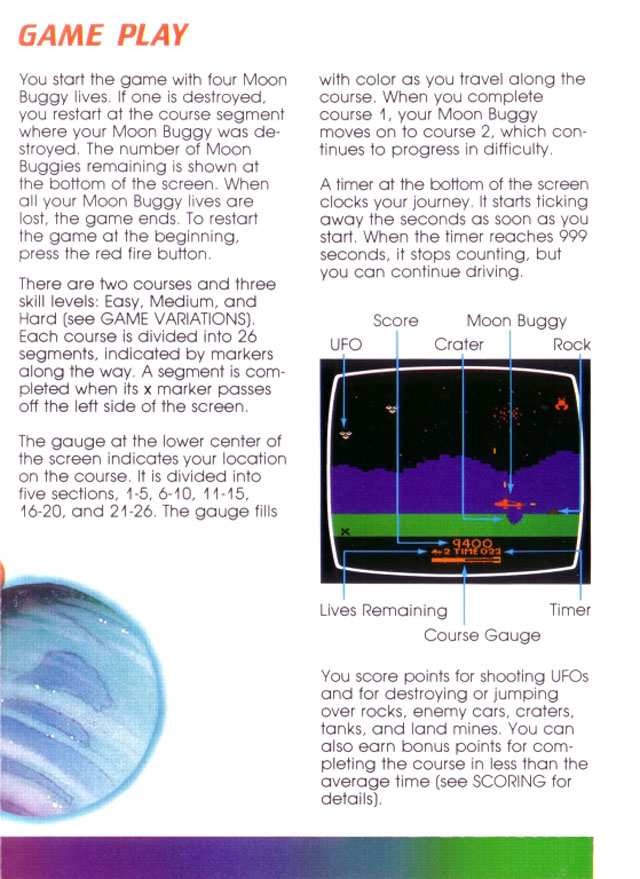 GAME PLAY
You start the game with four Moon
Buggy lives. If one is destroyed,
you restart at the course segment
where your Moon Buggy was de-
stroyed. The number of Moon
Buggies remaining is shown at
the bottom of the screen. When
all your Moon Buggy lives are
lost, the game ends. To restart
the game at the beginning,
press the red fire button.
There are two courses and three
skill levels: Easy, Medium, and
Hard (see GAME VARIATIONS).
Each course is divided into 26
segments, indicated by markers
along the way. A segment is com-
pleted when its x marker passes
off the left side of the screen.
The gauge at the lower center of
the screen indicates your location
on the course. It is divided into
five sections, 1-5, 6-10, 11-15,
16-20, and 21-26. The gauge fills
with color as you travel along the
course. When you complete
course 1, your Moon Buggy
moves on to course 2, which con-
tinues to progress in difficulty.
A timer at the bottom of the screen
clocks your journey. It starts ticking
away the seconds as soon as you
start. When the timer reaches 999
seconds, it stops counting, but
you can continue driving.
Score Moon Buggy
UFO Crater Rock
X
9400
2 TIME 023
Lives Remaining Timer
Course Gauge
You score points for shooting UFOs
and for destroying or jumping
over rocks, enemy cars, craters,
tanks, and land mines. You can
also earn bonus points for com-
pleting the course in less than the
average time (see SCORING for
details).